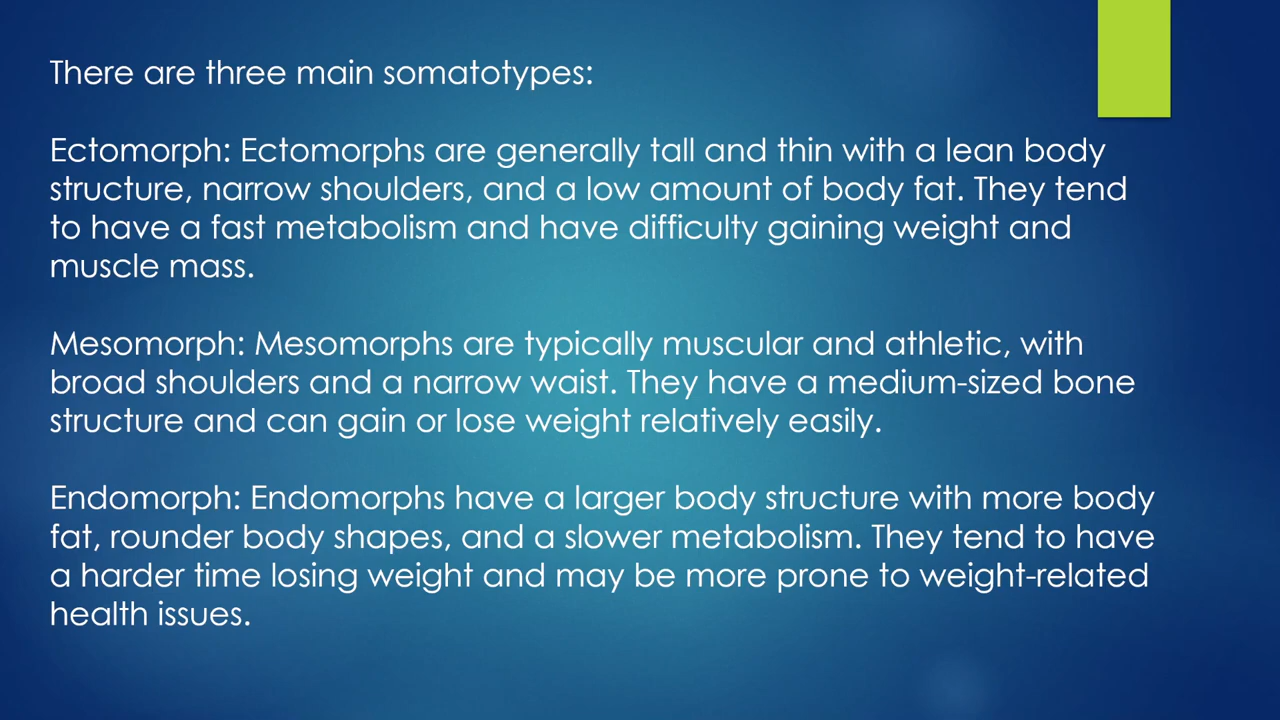 There are three main somatotypes:
Ectomorph: Ectomorphs are generally tall and thin with a lean body
structure, narrow shoulders, and a low amount of body fat. They tend
to have a fast metabolism and have difficulty gaining weight and
muscle mass.
Mesomorph: Mesomorphs are typically muscular and athletic, with
broad shoulders and a narrow waist. They have a medium-sized bone
structure and can gain or lose weight relatively easily.
Endomorph: Endomorphs have a larger body structure with more body
fat, rounder body shapes, and a slower metabolism. They tend to have
a harder time losing weight and may be more prone to weight-related
health issues.